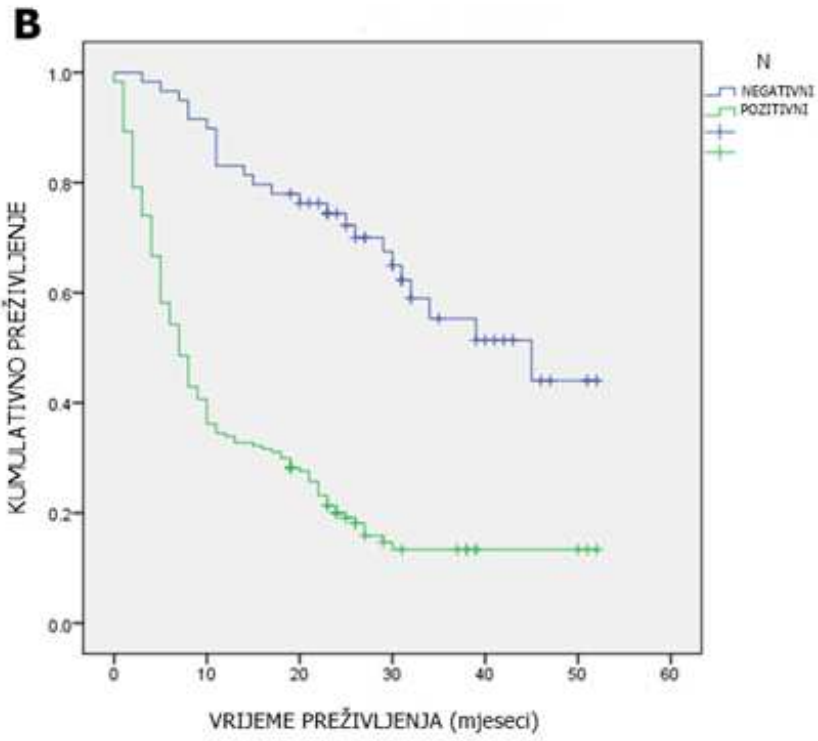 B
N
NEGATIVNI
POZITIVNI
KUMULATIVNO PREŽIVLJENJE
1.0
0.8
0.6
0.4
0.2
0.0
0 10 20 30 40 50 60
VRIJEME PREŽIVLJENJA (mjeseci)